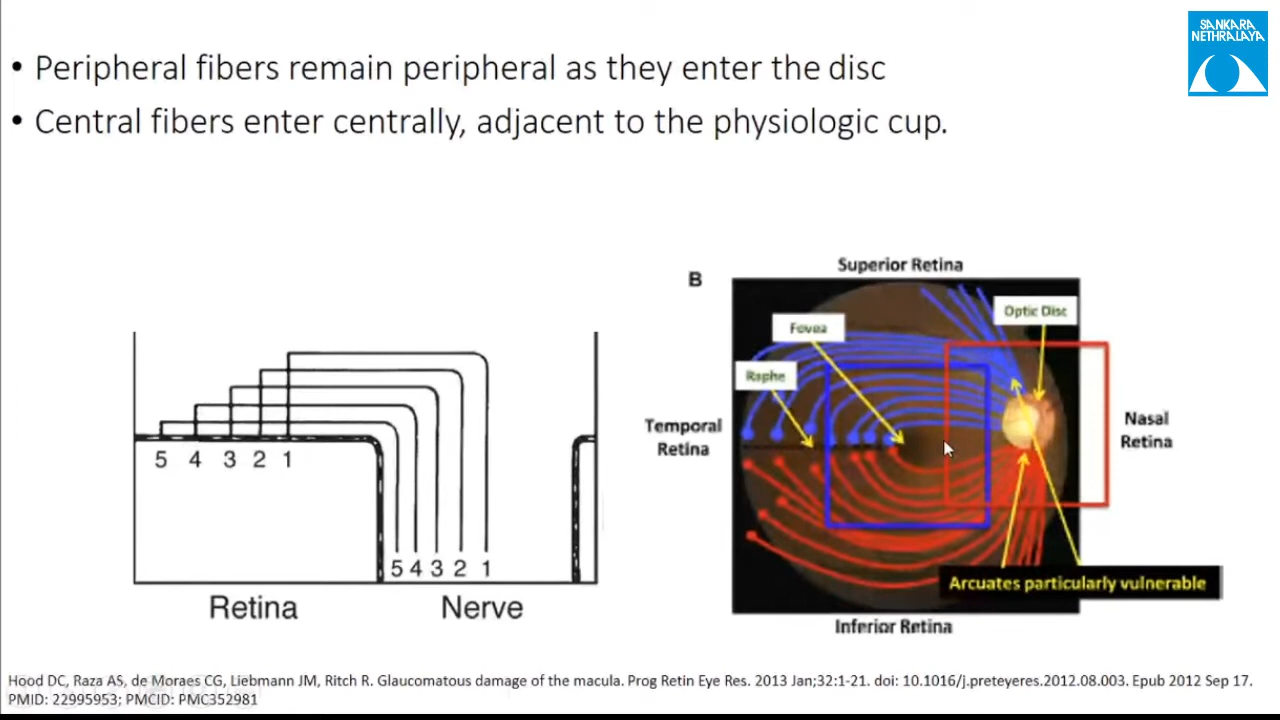 SANKARA
NETHRALAYA
• Peripheral fibers remain peripheral as they enter the disc
• Central fibers enter centrally, adjacent to the physiologic cup.
5 4 3 2 1
5 4 3 2 1
Retina
Nerve
B
Superior Retina
Optic Disc
Fovea
Raphe
Temporal
Retina
Nasal
Retina
Arcuates particularly vulnerable
Inferior Retina
Hood DC, Raza AS, de Moraes CG, Liebmann JM, Ritch R. Glaucomatous damage of the macula. Prog Retin Eye Res. 2013 Jan;32:1-21. doi: 10.1016/j.preteyeres.2012.08.003. Epub 2012 Sep 17.
PMID: 22995953; PMCID: PMC352981